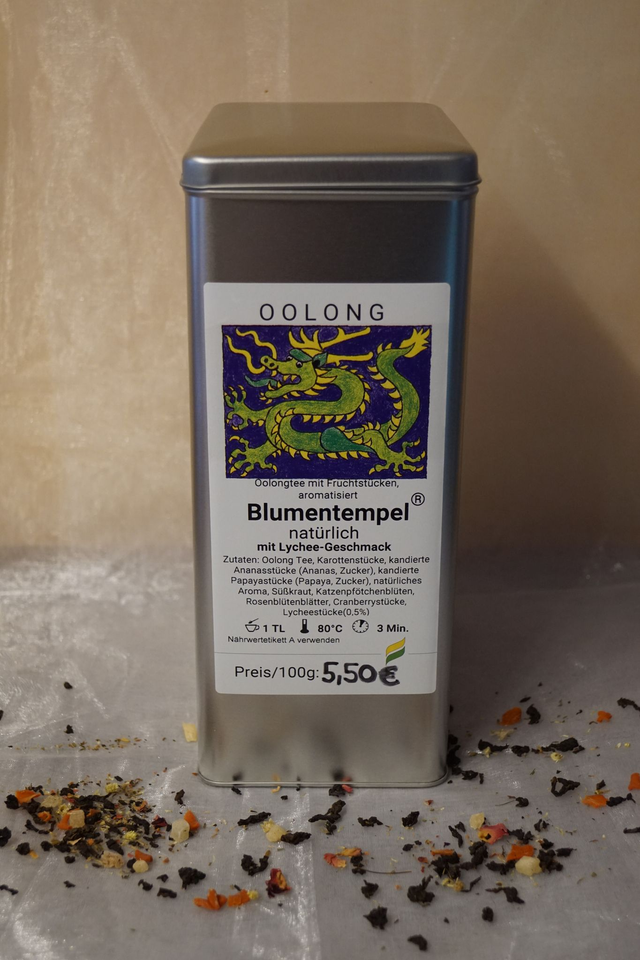 OOLONG
Oolongtee mit Fruchtstücken,
aromatisiert
Blumentempel®
natürlich
mit Lychee-Geschmack
Zutaten: Oolong Tee, Karottenstücke, kandierte
Ananasstücke (Ananas, Zucker), kandierte
Papayastücke (Papaya, Zucker), natürliches
Aroma, Süßkraut, Katzenpfötchenblüten,
Rosenblütenblätter, Cranberrystücke,
Lycheestücke(0,5%)
1 TL 80°C 3 Min.
Nährwertetikett A verwenden
Preis/100g: 5,50€